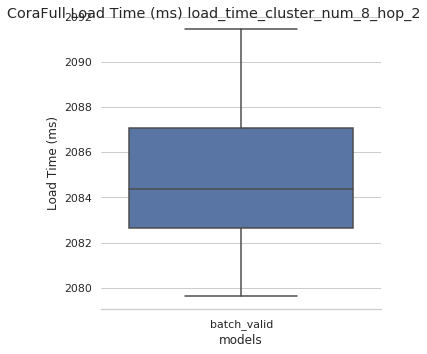 CoraFull Load Time (ms) load_time_cluster_num_8_hop_2
2092
2090
2088
2086
2084
2082
2080
Load Time (ms)
batch_valid
models